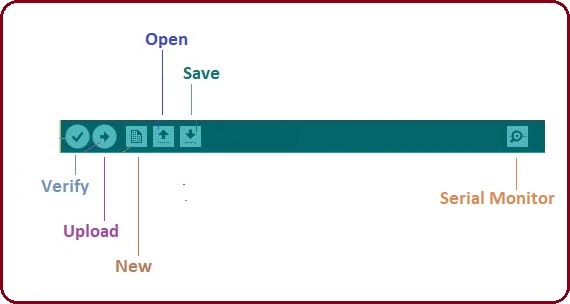 Open
Save
Verify
Serial Monitor
Upload
New